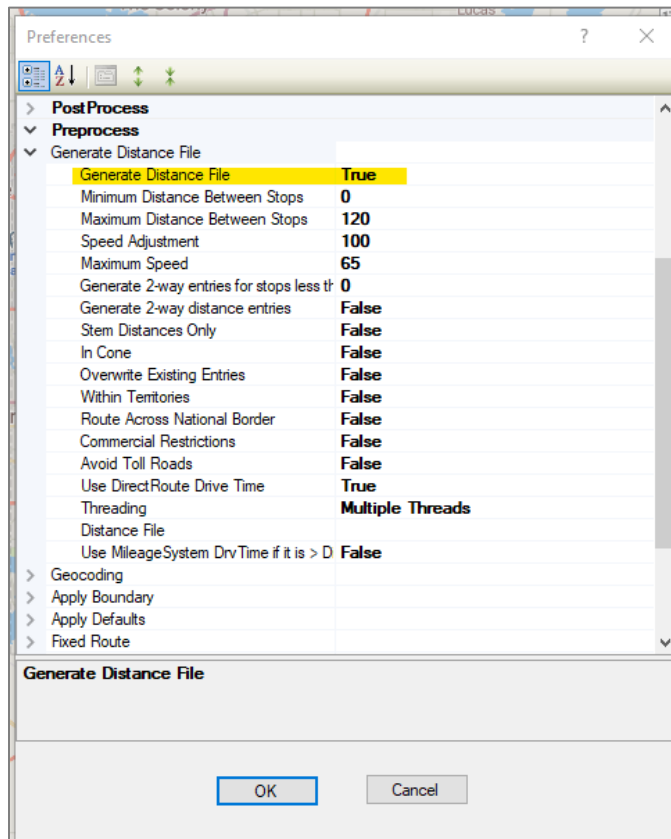 Lucas
Preferences
?
A
Z
PostProcess
Preprocess
Generate Distance File
Generate Distance File True
Minimum Distance Between Stops 0
Maximum Distance Between Stops 120
Speed Adjustment 100
Maximum Speed 65
Generate 2-way entries for stops less th 0
Generate 2-way distance entries False
Stem Distances Only False
In Cone False
Overwrite Existing Entries False
Within Territories False
Route Across National Border False
Commercial Restrictions False
Avoid Toll Roads False
Use DirectRoute Drive Time True
Threading Multiple Threads
Distance File
Use MileageSystem DrvTime if it is > D False
Geocoding
Apply Boundary
Apply Defaults
Fixed Route
Generate Distance File
OK Cancel